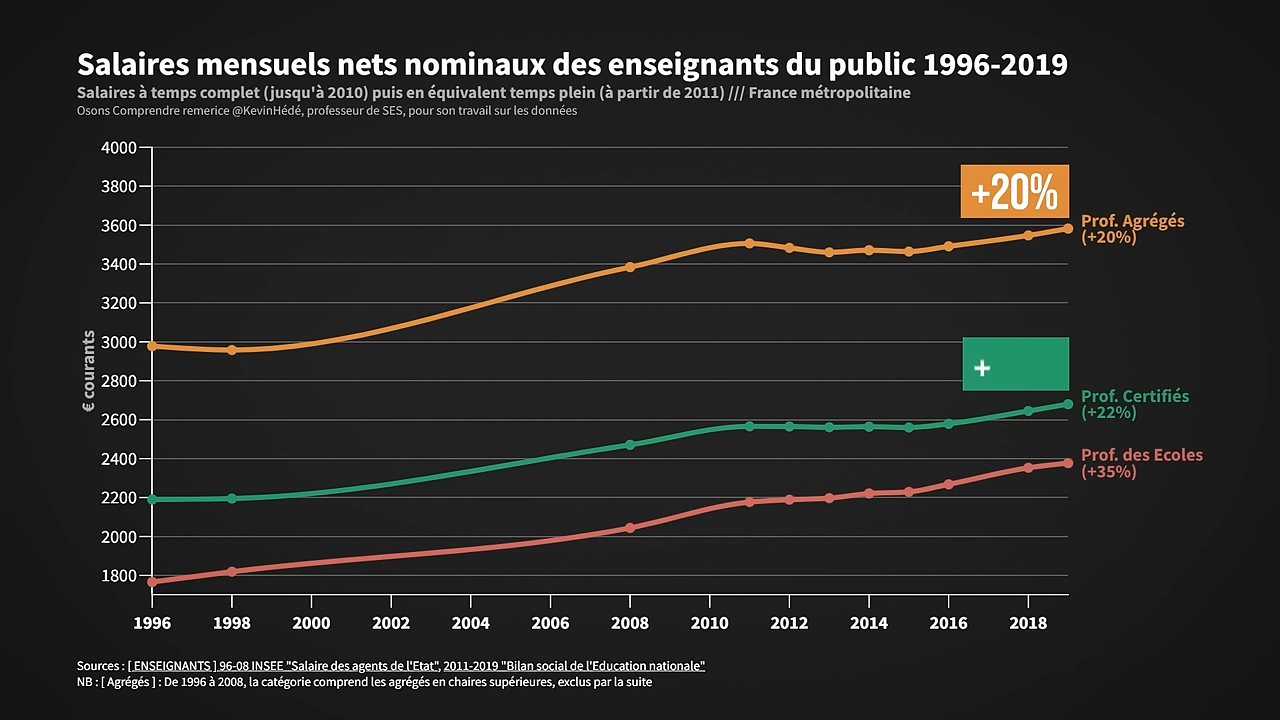 Salaires mensuels nets nominaux des enseignants du public 1996-2019
Salaires à temps complet (jusqu'à 2010) puis en équivalent temps plein (à partir de 2011) /// France métropolitaine
Osons Comprendre remerice @KevinHédé, professeur de SES, pour son travail sur les données
4000
3800
3600
3400
3200
3000
2800
2600
2400
2200
2000
1800
€ courants
+20%
Prof. Agrégés
(+20%)
+
Prof. Certifiés
(+22%)
Prof. des Ecoles
(+35%)
1996 1998 2000 2002 2004 2006 2008 2010 2012 2014 2016 2018
Sources : [ ENSEIGNANTS ] 96-08 INSEE "Salaire des agents de l'Etat", 2011-2019 "Bilan social de l'Education nationale"
NB : [ Agrégés ] : De 1996 à 2008, la catégorie comprend les agrégés en chaires supérieures, exclus par la suite